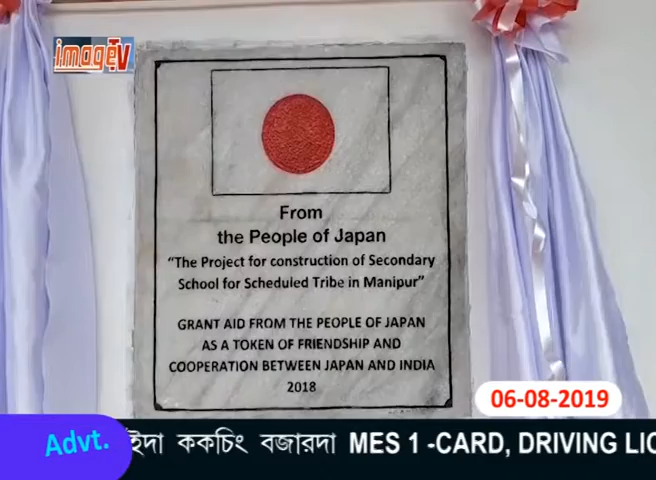 imageTV
From
the People of Japan
“The Project for construction of Secondary
School for Scheduled Tribe in Manipur”
GRANT AID FROM THE PEOPLE OF JAPAN
AS A TOKEN OF FRIENDSHIP AND
COOPERATION BETWEEN JAPAN AND INDIA
2018
06-08-2019
Advt. ইদা ককচিং বজারদা MES 1 -CARD, DRIVING LIC